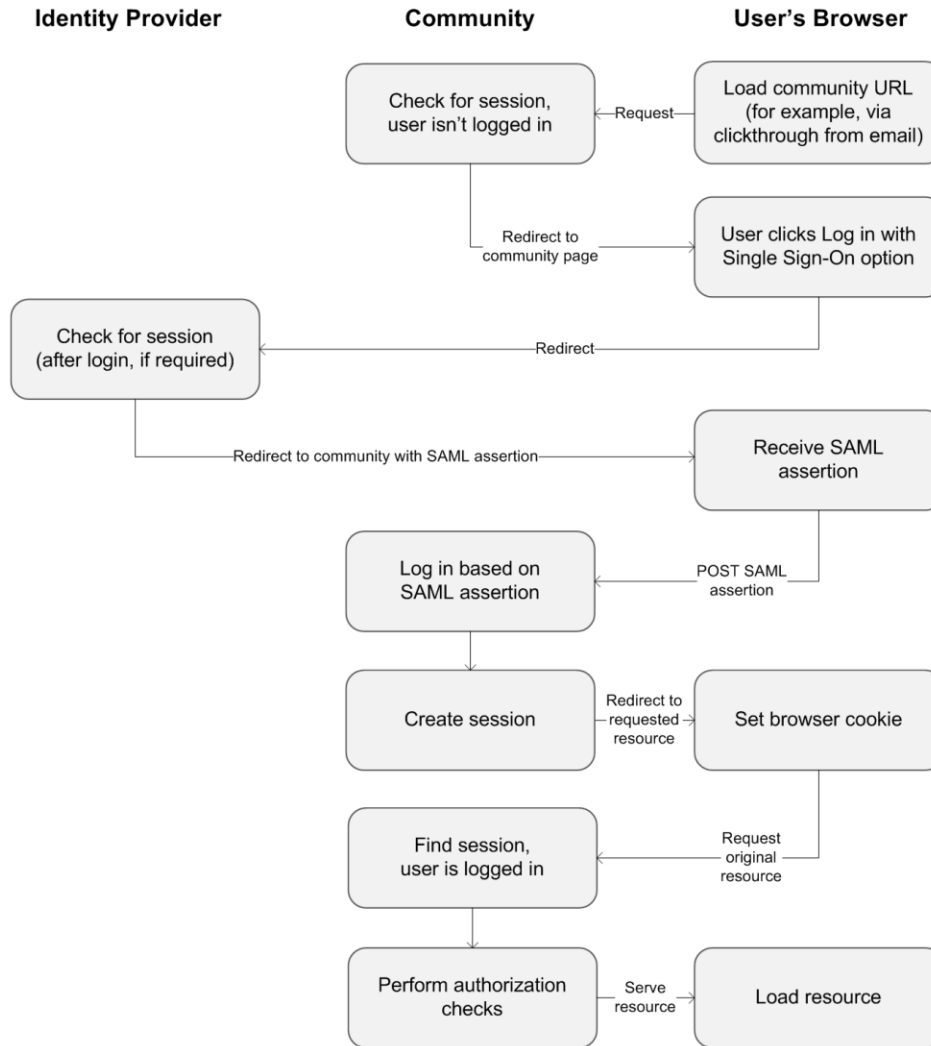 Identity Provider
Community
User's Browser
Load community URL
(for example, via
clickthrough from email)
Request
Check for session,
user isn't logged in
Redirect to
community page
User clicks Log in with
Single Sign-On option
Redirect
Check for session
(after login, if required)
Redirect to community with SAML assertion
Receive SAML
assertion
POST SAML
assertion
Log in based on
SAML assertion
Create session
Redirect to
requested
resource
Set browser cookie
Request
original
resource
Find session,
user is logged in
Perform authorization
checks
Serve
resource
Load resource